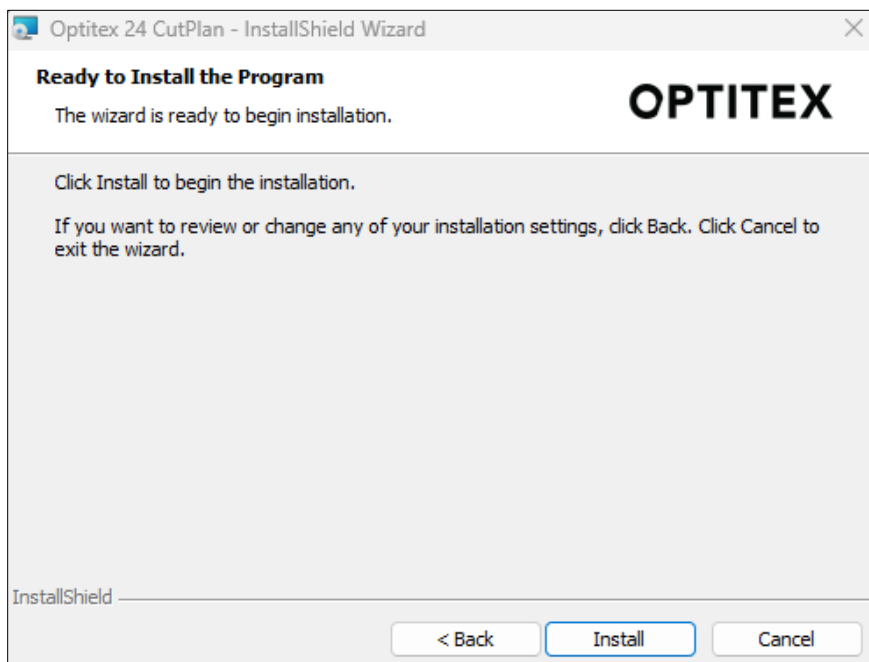 Optitex 24 CutPlan - InstallShield Wizard
Ready to Install the Program
The wizard is ready to begin installation.
OPTITEX
Click Install to begin the installation.
If you want to review or change any of your installation settings, click Back. Click Cancel to
exit the wizard.
InstallShield
< Back
Install
Cancel